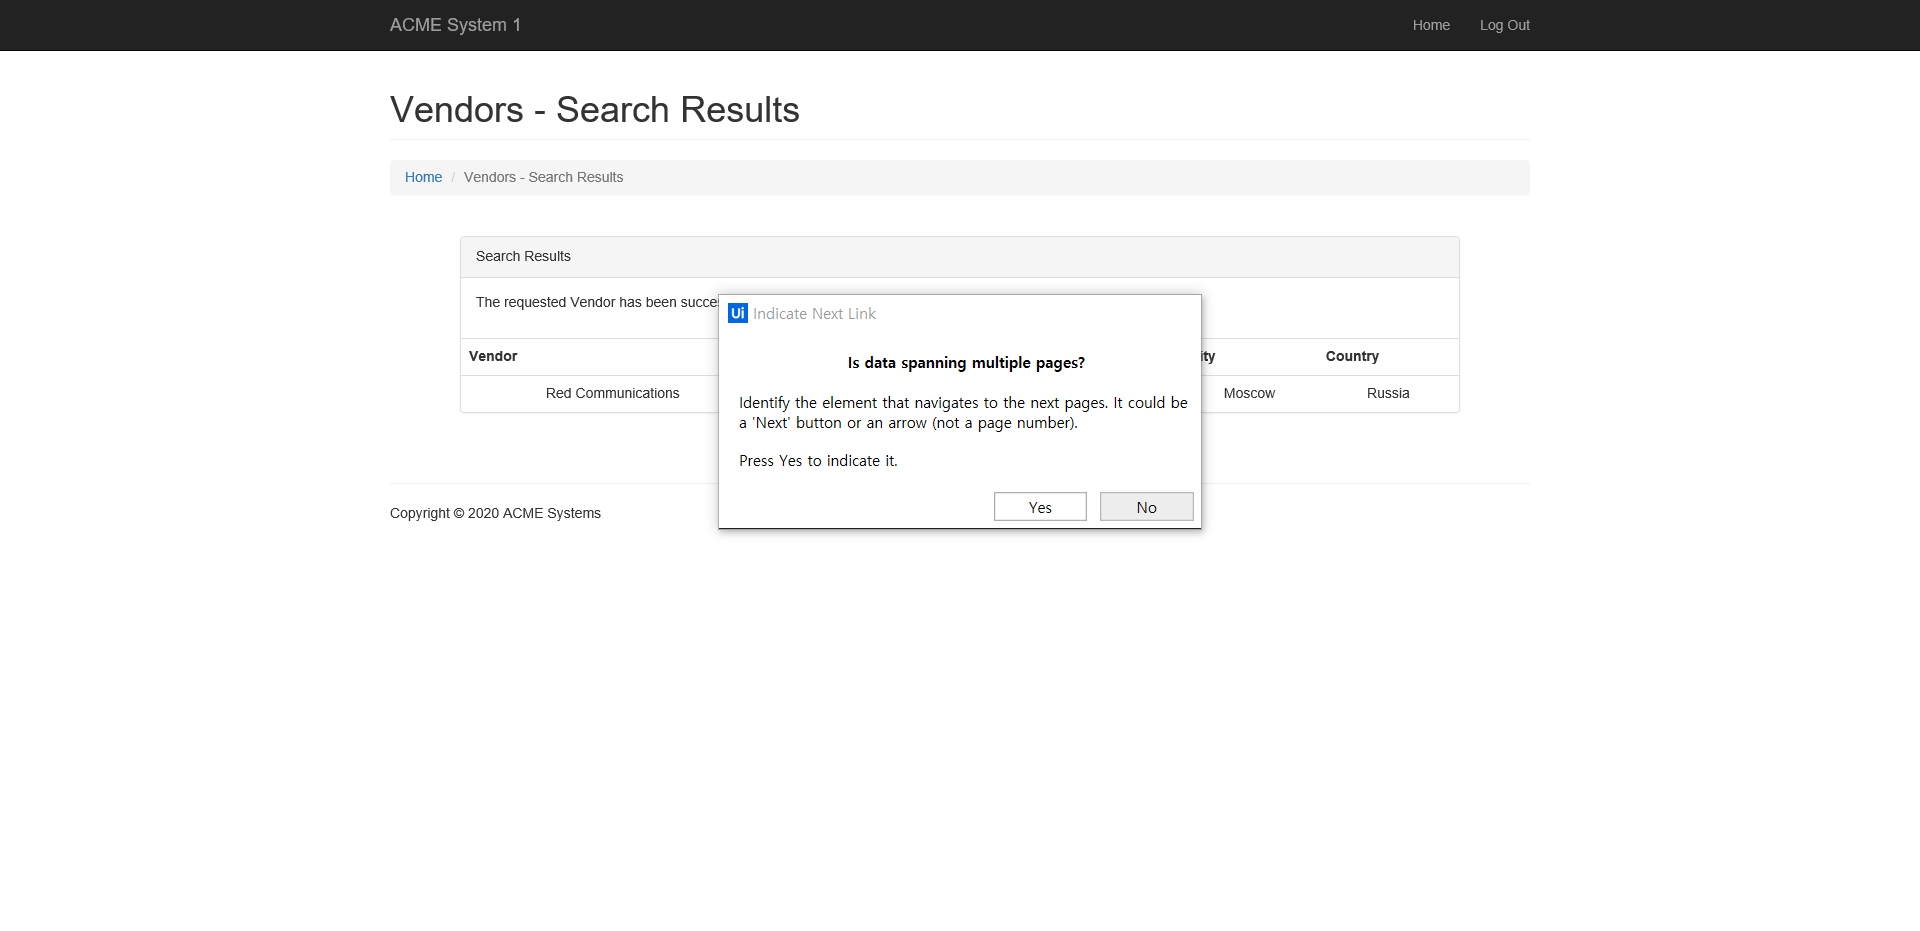 ACME System 1
Home
Log Out
Vendors - Search Results
Home / Vendors - Search Results
Search Results
The requested Vendor has been
Ui Indicate Next Link
Is data spanning multiple pages?
Identify the element that navigates to the next pages. It could be
a 'Next' button or an arrow (not a page number).
Press Yes to indicate it.
Yes
No
Vendor
Country
Red Communications
Moscow
Russia
Copyright © 2020 ACME Systems